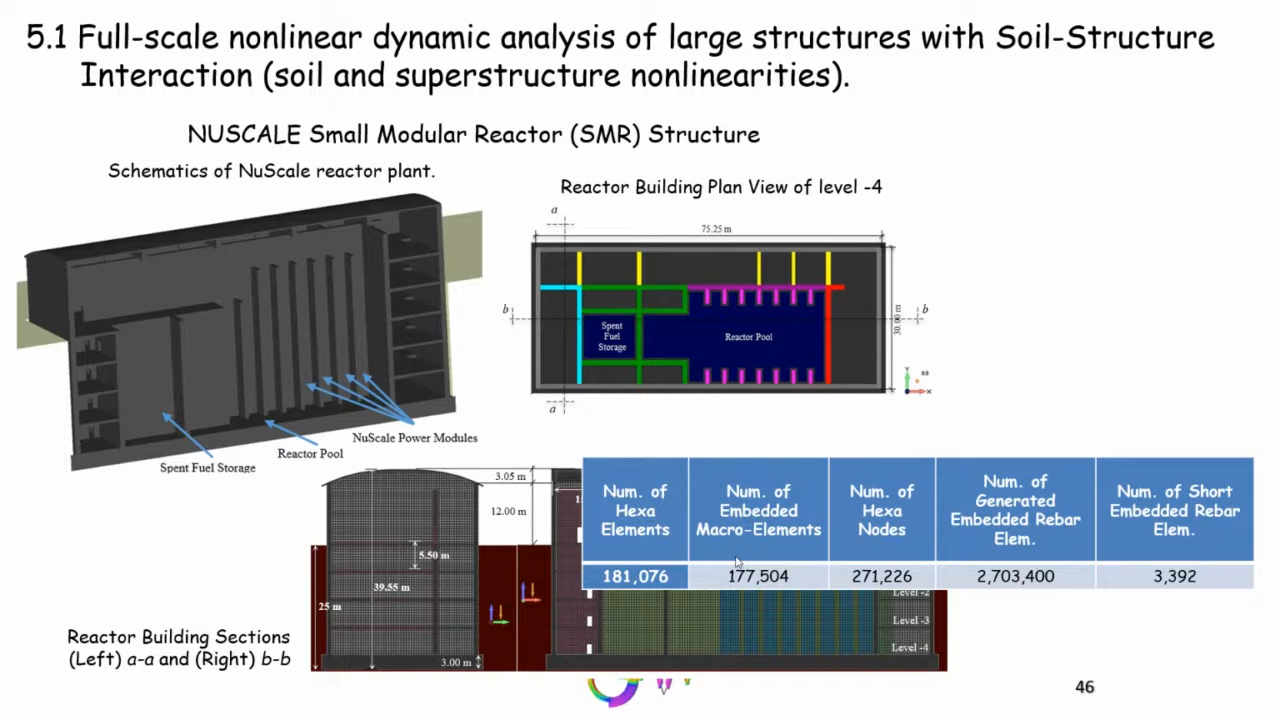 5.1 Full-scale nonlinear dynamic analysis of large structures with Soil-Structure
Interaction (soil and superstructure nonlinearities).
NUSCALE Small Modular Reactor (SMR) Structure
Schematics of NuScale reactor plant.
Reactor Building Plan View of level -4
a
75.25 m
b
b
30.00 m
Spent
Fuel
Storage
Reactor Pool
Y
X
a
NuScale Power Modules
Reactor Pool
Spent Fuel Storage
3.05 m
12.00 m
5.50 m
39.55 m
25 m
3.00 m
Num. of
Hexa
Elements
Num. of
Embedded
Macro-Elements
Num. of
Hexa
Nodes
Num. of
Generated
Embedded Rebar
Elem.
Num. of Short
Embedded Rebar
Elem.
181,076
177,504
271,226
2,703,400
3,392
Level -2
Level -3
Level -4
Reactor Building Sections
(Left) a-a and (Right) b-b
46